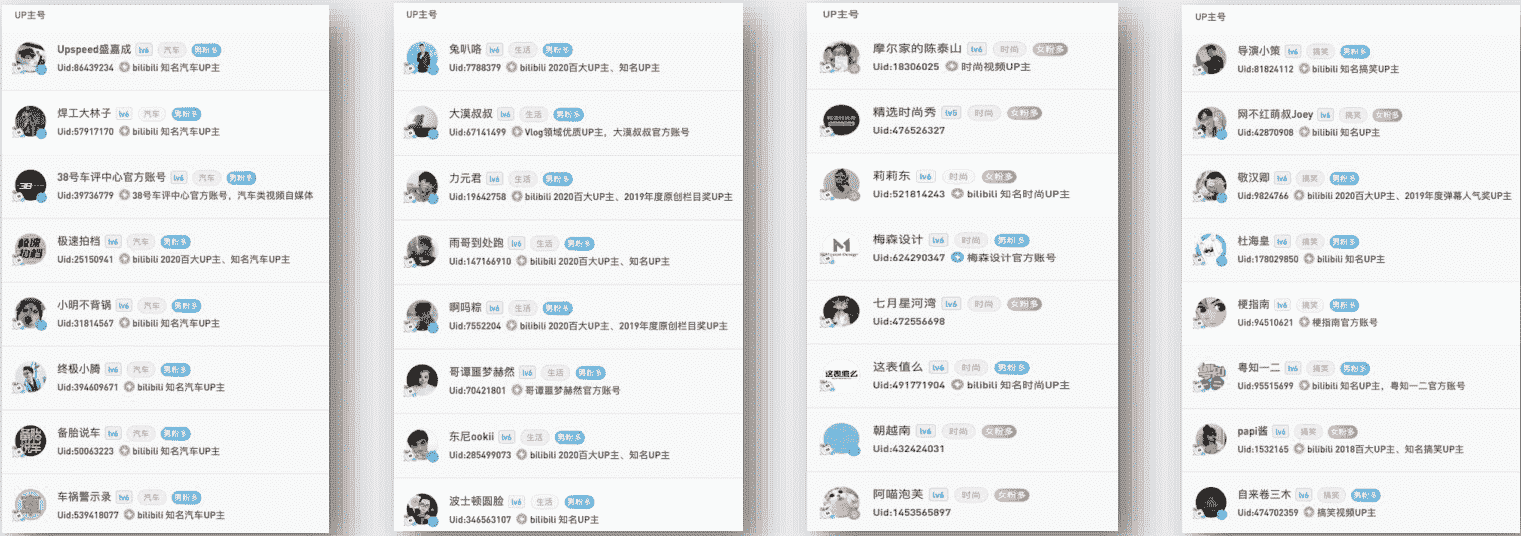 UP主号
Upspeed盛嘉成 lv6 汽车 男粉多
Uid:86439234 bilibili 知名汽车UP主
焊工大林子 lv6 汽车 男粉多
Uid:57917170 bilibili 知名汽车UP主
38号车评中心官方账号 lv6 汽车 男粉多
Uid:39736779 38号车评中心官方账号，汽车类视频自媒体
极速拍档 lv6 汽车 男粉多
Uid:25150941 bilibili 2020百大UP主、知名汽车UP主
小明不背锅 lv6 汽车 男粉多
Uid:31814567 bilibili 知名汽车UP主
终极小腾 lv6 汽车 男粉多
Uid:394609671 bilibili 知名汽车UP主
备胎说车 lv6 汽车 男粉多
Uid:50063223 bilibili 知名汽车UP主
车祸警示录 lv6 汽车 男粉多
Uid:539418077 bilibili 知名汽车UP主
UP主号
兔叭咯 lv6 生活 男粉多
Uid:7788379 bilibili 2020百大UP主、知名UP主
大漠叔叔 lv6 生活 男粉多
Uid:67141499 Vlog领域优质UP主，大漠叔叔官方账号
力元君 lv6 生活 男粉多
Uid:19642758 bilibili 2020百大UP主、2019年度原创栏目奖UP主
雨哥到处跑 lv6 生活 男粉多
Uid:147166910 bilibili 2020百大UP主、知名UP主
啊吗粽 lv6 生活 男粉多
Uid:7552204 bilibili 2020百大UP主、2019年度原创栏目奖UP主
哥谭噩梦赫然 lv6 生活 男粉多
Uid:70421801 哥谭噩梦赫然官方账号
东尼ookii lv6 生活 男粉多
Uid:285499073 bilibili 2020百大UP主、知名UP主
波士顿圆脸 lv6 生活 男粉多
Uid:346563107 bilibili 知名UP主
UP主号
摩尔家的陈泰山 lv6 时尚 女粉多
Uid:18306025 时尚视频UP主
精选时尚秀 lv5 时尚 女粉多
Uid:476526327
莉莉东 lv6 时尚 女粉多
Uid:521814243 bilibili 知名时尚UP主
梅森设计 lv6 时尚 男粉多
Uid:624290347 梅森设计官方账号
七月星河湾 lv6 时尚 女粉多
Uid:472556698
这表值么 lv6 时尚 男粉多
Uid:491771904 bilibili 知名时尚UP主
朝越南 lv6 时尚 女粉多
Uid:432424031
阿喵泡芙 lv6 时尚 女粉多
Uid:1453565897
UP主号
导演小策 lv6 搞笑 男粉多
Uid:81824112 bilibili 知名搞笑UP主
网不红萌叔Joey lv6 搞笑 女粉多
Uid:42870908 bilibili 知名UP主
敬汉卿 lv6 搞笑 男粉多
Uid:9824766 bilibili 2020百大UP主、2019年度弹幕人气奖UP主
杜海皇 lv6 搞笑 男粉多
Uid:178029850 bilibili 知名UP主
梗指南 lv6 搞笑 男粉多
Uid:94510621 梗指南官方账号
粤知一二 lv6 搞笑 男粉多
Uid:95515699 bilibili 知名UP主，粤知一二官方账号
papi酱 lv6 搞笑 女粉多
Uid:1532165 bilibili 2018百大UP主、知名搞笑UP主
自来卷三木 lv6 搞笑 男粉多
Uid:474702359 搞笑视频UP主